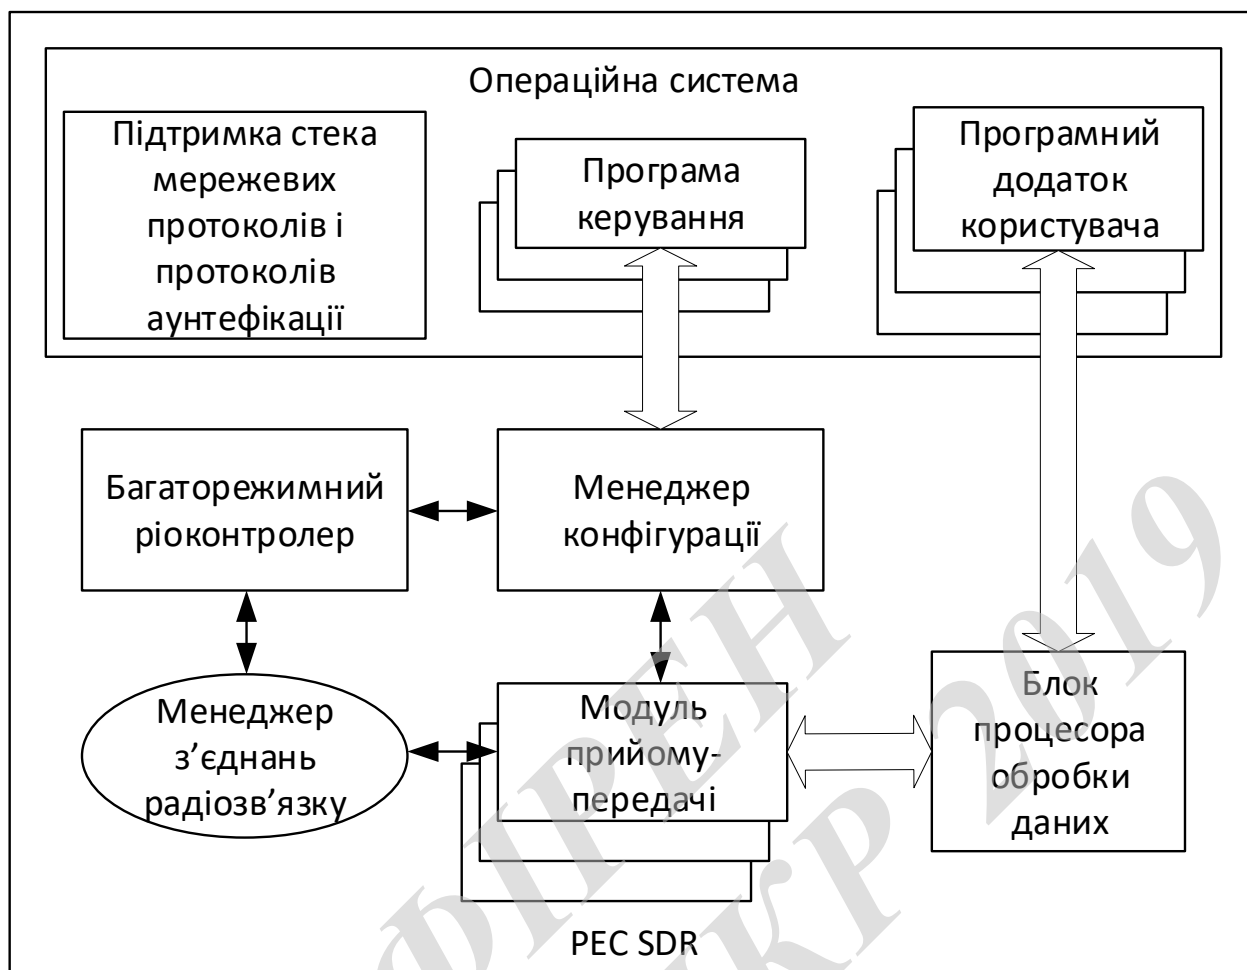 Операційна система
Підтримка стека
мережевих
протоколів і
протоколів
аунтефікації
Програма
керування
Програмний
додаток
користувача
Багаторежимний
ріоконтролер
Менеджер
конфігурації
Менеджер
з’єднань
радіозв’язку
Модуль
прийому-
передачі
Блок
процесора
обробки
даних
РЕС SDR
ФІРЕН
КР 2019